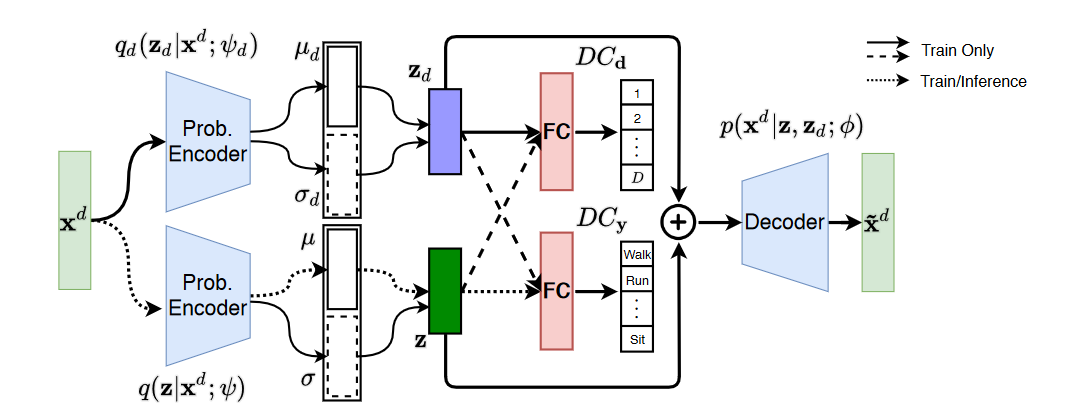 q_d(z_d|x^d; ψ_d)
μ_d
z_d
DC_d
Train Only
Train/Inference
Prob.
Encoder
FC
1
2
⋮
D
p(x^d|z, z_d; ϕ)
σ_d
x^d
μ
DC_y
+
Decoder
x̃^d
Prob.
Encoder
FC
Walk
Run
⋮
Sit
z
σ
q(z|x^d; ψ)